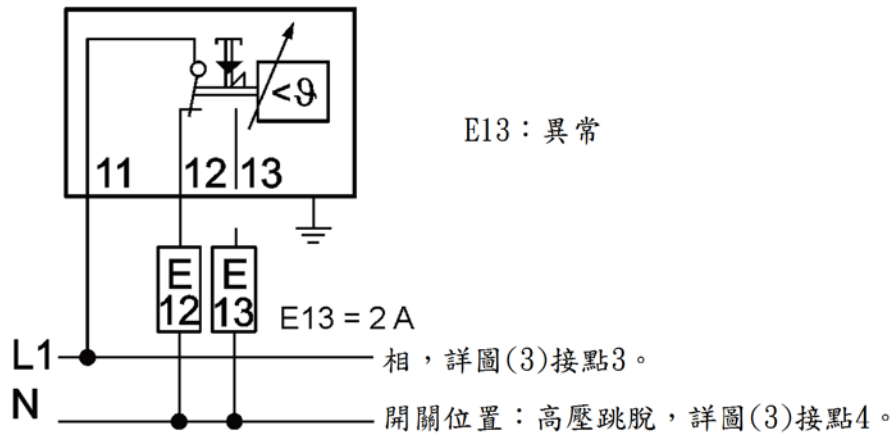 <ϑ
E13：異常
11 12 13
E 12
E 13
E13 = 2 A
L1
相，詳圖(3)接點3。
N
開關位置：高壓跳脫，詳圖(3)接點4。